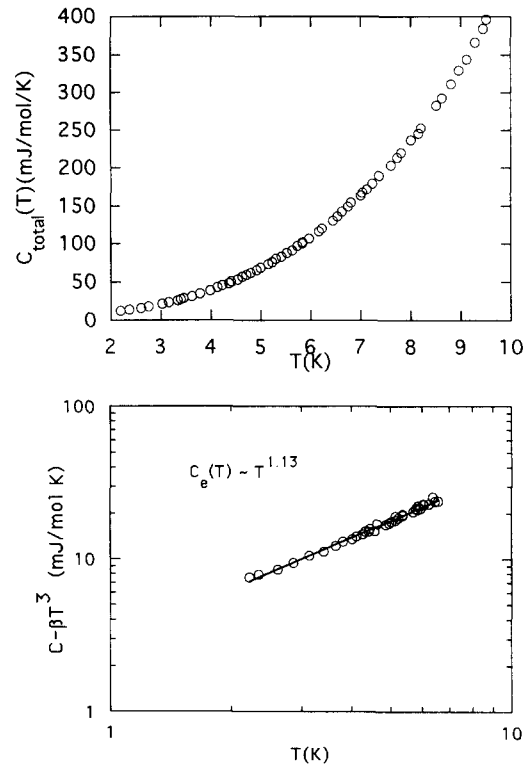 400
350
300
250
200
150
100
50
0
C_total(T)(mJ/mol/K)
2 3 4 5 6 7 8 9 10
T(K)
100
10
1
C-βT^3 (mJ/mol K)
C_e(T) ~ T^1.13
1 10
T(K)